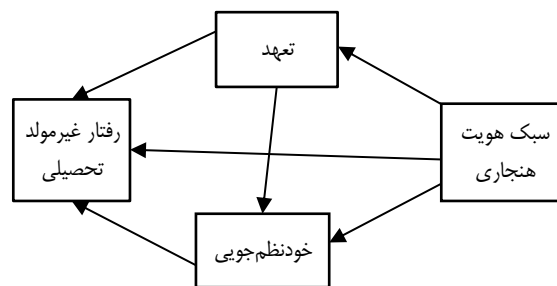 تعهد
سبک هویت
هنجاری
رفتار غیرمولد
تحصیلی
خودنظم‌جویی